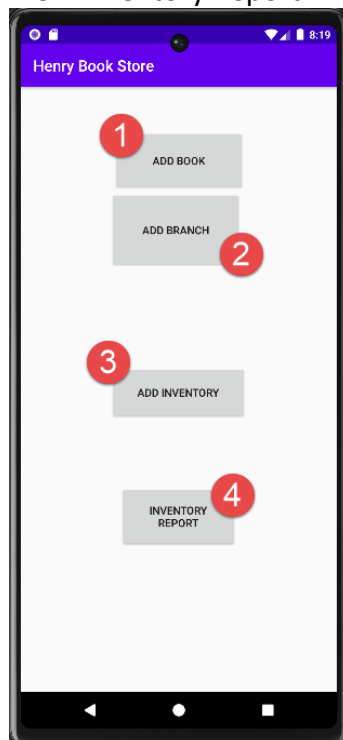 8:19
Henry Book Store
1
ADD BOOK
ADD BRANCH
2
3
ADD INVENTORY
4
INVENTORY
REPORT